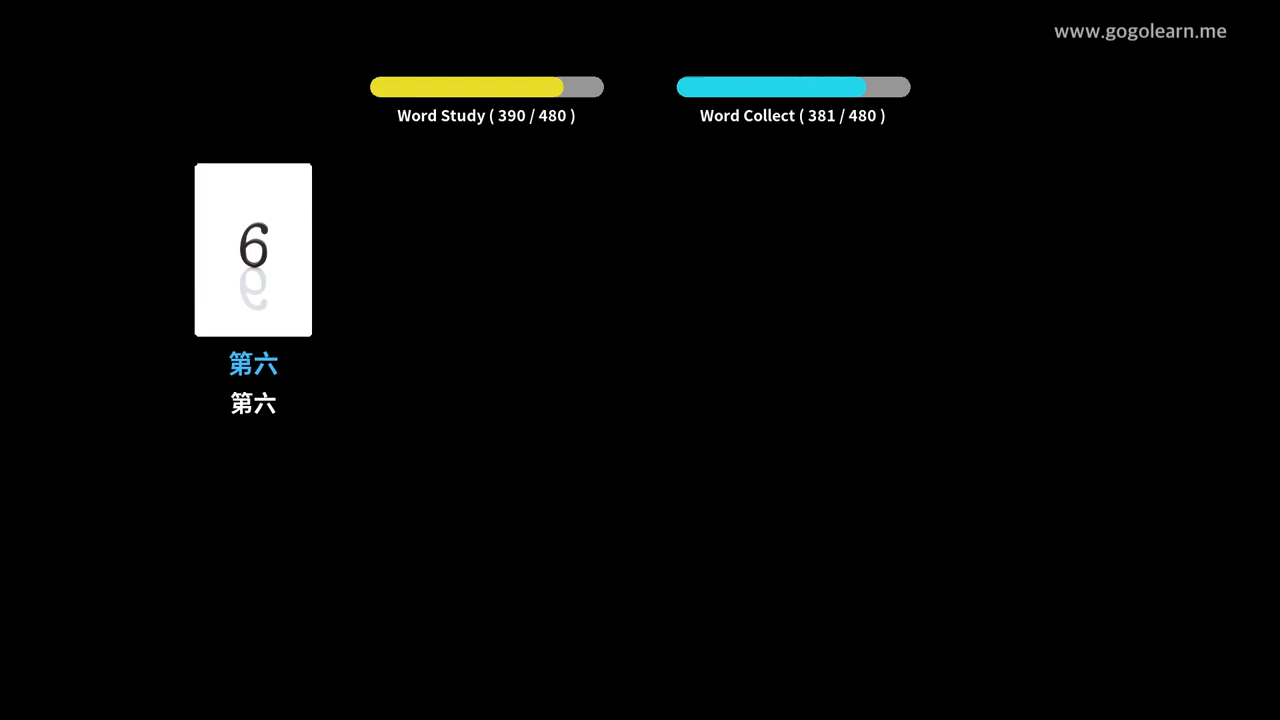 www.gogolearn.me
Word Study ( 390 / 480 )
Word Collect ( 381 / 480 )
6
第六
第六